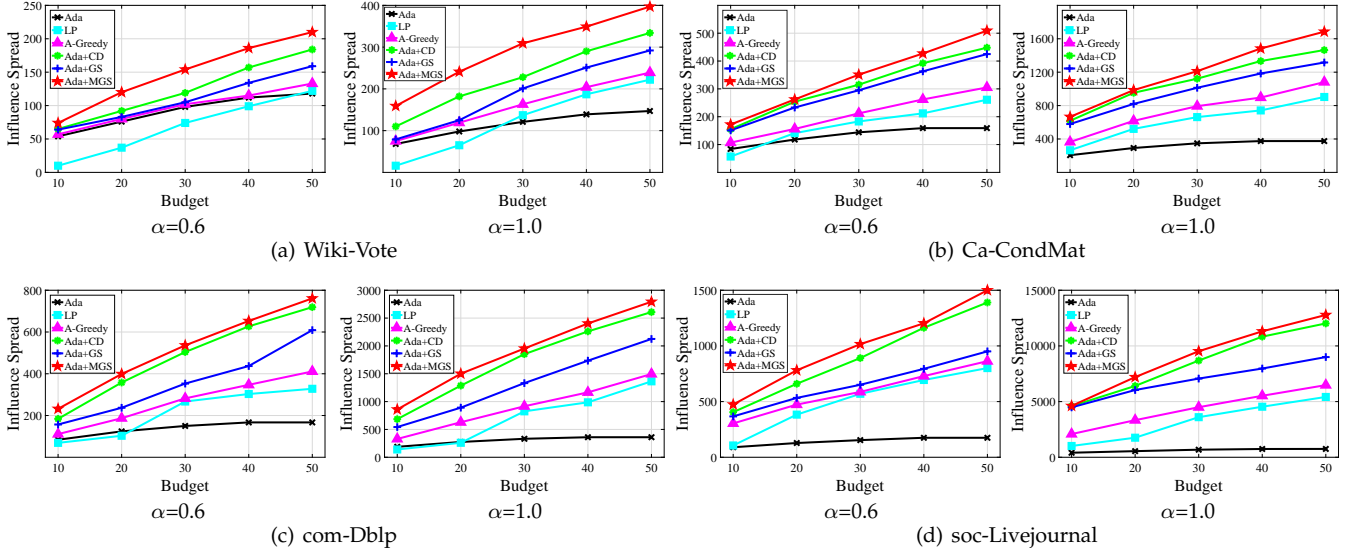 Influence Spread
250
200
150
100
50
0
Ada
LP
A-Greedy
Ada+CD
Ada+GS
Ada+MGS
10 20 30 40 50
Budget
α=0.6
Influence Spread
400
300
200
100
Ada
LP
A-Greedy
Ada+CD
Ada+GS
Ada+MGS
10 20 30 40 50
Budget
α=1.0
(a) Wiki-Vote
Influence Spread
500
400
300
200
100
Ada
LP
A-Greedy
Ada+CD
Ada+GS
Ada+MGS
10 20 30 40 50
Budget
α=0.6
Influence Spread
1600
1200
800
400
Ada
LP
A-Greedy
Ada+CD
Ada+GS
Ada+MGS
10 20 30 40 50
Budget
α=1.0
(b) Ca-CondMat
Influence Spread
800
600
400
200
Ada
LP
A-Greedy
Ada+CD
Ada+GS
Ada+MGS
10 20 30 40 50
Budget
α=0.6
Influence Spread
3000
2500
2000
1500
1000
500
0
Ada
LP
A-Greedy
Ada+CD
Ada+GS
Ada+MGS
10 20 30 40 50
Budget
α=1.0
(c) com-Dblp
Influence Spread
1500
1000
500
0
Ada
LP
A-Greedy
Ada+CD
Ada+GS
Ada+MGS
10 20 30 40 50
Budget
α=0.6
Influence Spread
15000
10000
5000
0
Ada
LP
A-Greedy
Ada+CD
Ada+GS
Ada+MGS
10 20 30 40 50
Budget
α=1.0
(d) soc-Livejournal